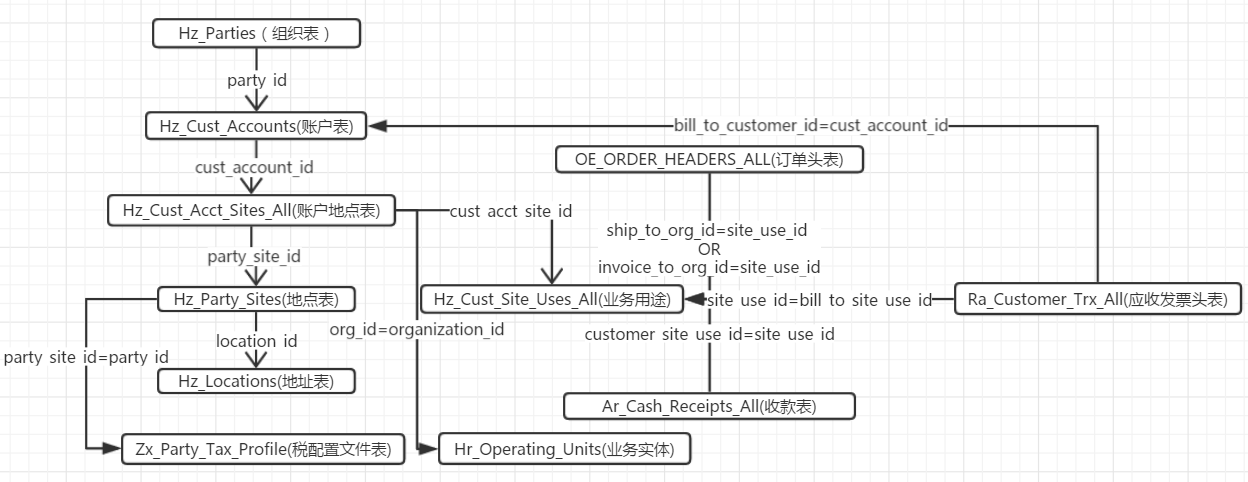 Hz_Parties（组织表）
party id
Hz_Cust_Accounts(账户表)
bill_to_customer_id=cust_account_id
OE_ORDER_HEADERS_ALL(订单头表)
cust_account_id
Hz_Cust_Acct_Sites_All(账户地点表)
cust acct site id
ship_to_org_id=site_use_id
OR
invoice_to_org_id=site_use_id
party_site_id
Hz_Party_Sites(地点表)
Hz_Cust_Site_Uses_All(业务用途)
site use id=bill to site use id
Ra_Customer_Trx_All(应收发票头表)
org_id=organization_id
customer site use id=site use id
location id
party site id=party id
Hz_Locations(地址表)
Ar_Cash_Receipts_All(收款表)
Zx_Party_Tax_Profile(税配置文件表)
Hr_Operating_Units(业务实体)